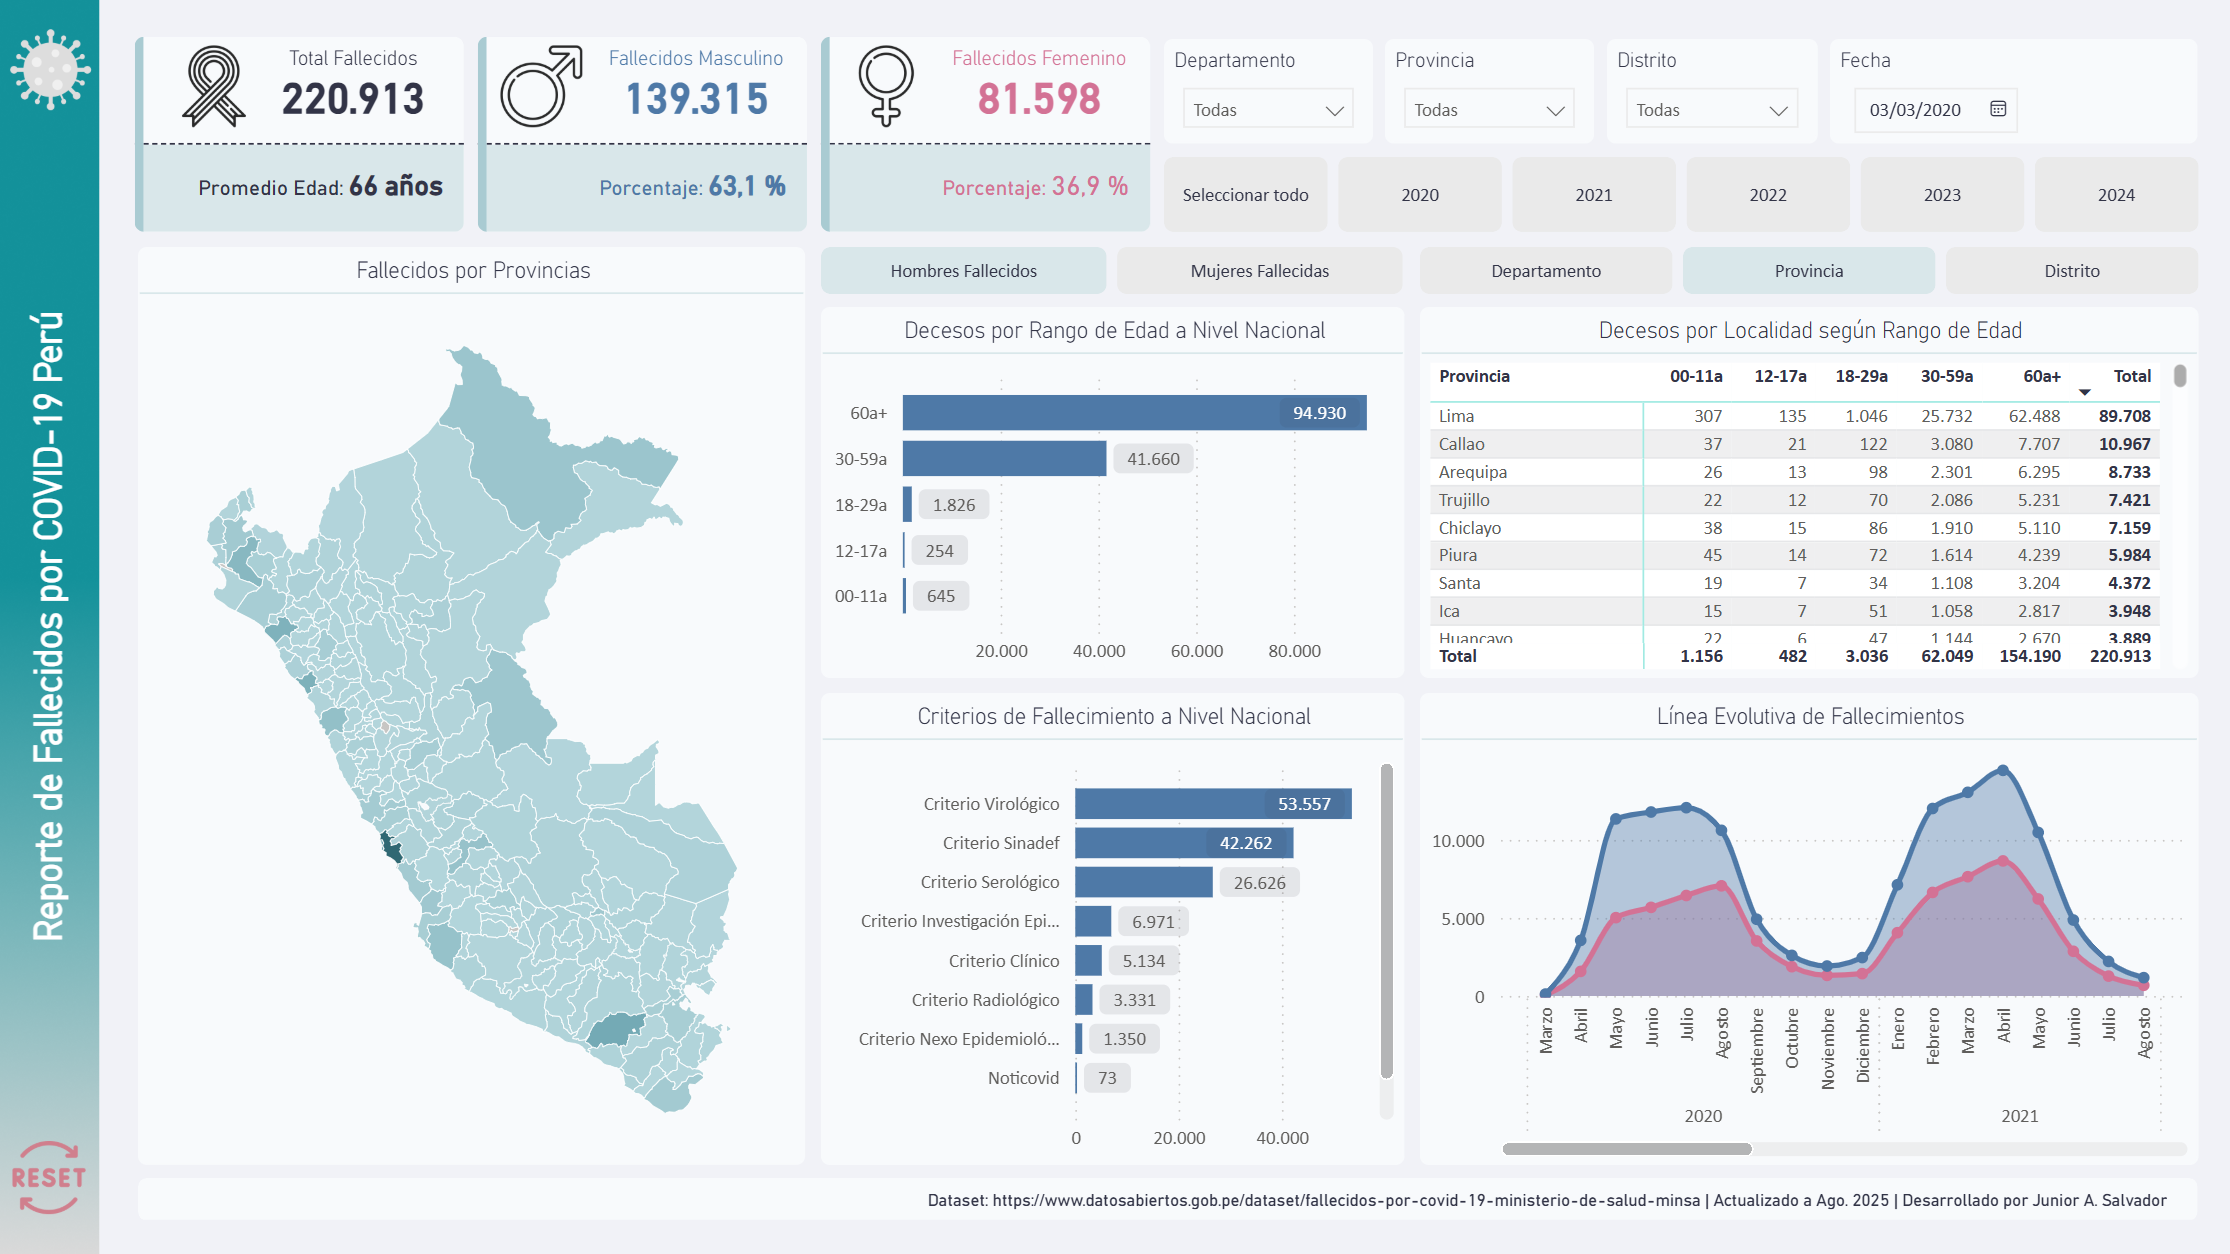 Reporte de Fallecidos por COVID-19 Perú
RESET
Total Fallecidos
220.913
Promedio Edad: 66 años
Fallecidos Masculino
139.315
Porcentaje: 63,1 %
Fallecidos Femenino
81.598
Porcentaje: 36,9 %
Departamento
Todas
Provincia
Todas
Distrito
Todas
Fecha
03/03/2020
Seleccionar todo 2020 2021 2022 2023 2024
Fallecidos por Provincias
Hombres Fallecidos Mujeres Fallecidas
Departamento Provincia Distrito
Decesos por Rango de Edad a Nivel Nacional
60a+ 94.930
30-59a 41.660
18-29a 1.826
12-17a 254
00-11a 645
20.000 40.000 60.000 80.000
Decesos por Localidad según Rango de Edad
Provincia 00-11a 12-17a 18-29a 30-59a 60a+ Total
Lima 307 135 1.046 25.732 62.488 89.708
Callao 37 21 122 3.080 7.707 10.967
Arequipa 26 13 98 2.301 6.295 8.733
Trujillo 22 12 70 2.086 5.231 7.421
Chiclayo 38 15 86 1.910 5.110 7.159
Piura 45 14 72 1.614 4.239 5.984
Santa 19 7 34 1.108 3.204 4.372
Ica 15 7 51 1.058 2.817 3.948
Huancayo 22 6 47 1.144 2.670 3.889
Total 1.156 482 3.036 62.049 154.190 220.913
Criterios de Fallecimiento a Nivel Nacional
Criterio Virológico 53.557
Criterio Sinadef 42.262
Criterio Serológico 26.626
Criterio Investigación Epi... 6.971
Criterio Clínico 5.134
Criterio Radiológico 3.331
Criterio Nexo Epidemioló... 1.350
Noticovid 73
0 20.000 40.000
Línea Evolutiva de Fallecimientos
10.000
5.000
0
Marzo Abril Mayo Junio Julio Agosto Septiembre Octubre Noviembre Diciembre Enero Febrero Marzo Abril Mayo Junio Julio Agosto
2020 2021
Dataset: https://www.datosabiertos.gob.pe/dataset/fallecidos-por-covid-19-ministerio-de-salud-minsa | Actualizado a Ago. 2025 | Desarrollado por Junior A. Salvador